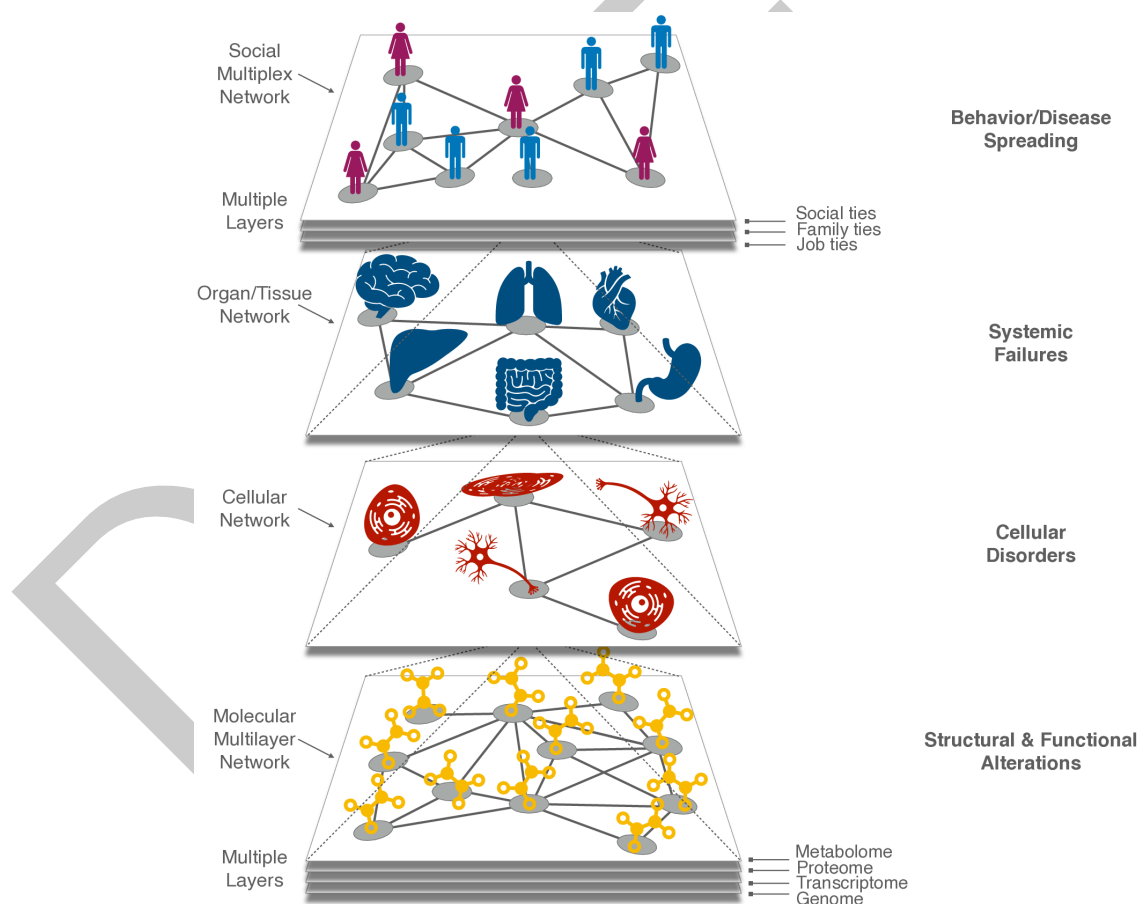 Social
Multiplex
Network
Behavior/Disease
Spreading
Multiple
Layers
Social ties
Family ties
Job ties
Organ/Tissue
Network
Systemic
Failures
Cellular
Network
Cellular
Disorders
Molecular
Multilayer
Network
Structural & Functional
Alterations
Multiple
Layers
Metabolome
Proteome
Transcriptome
Genome